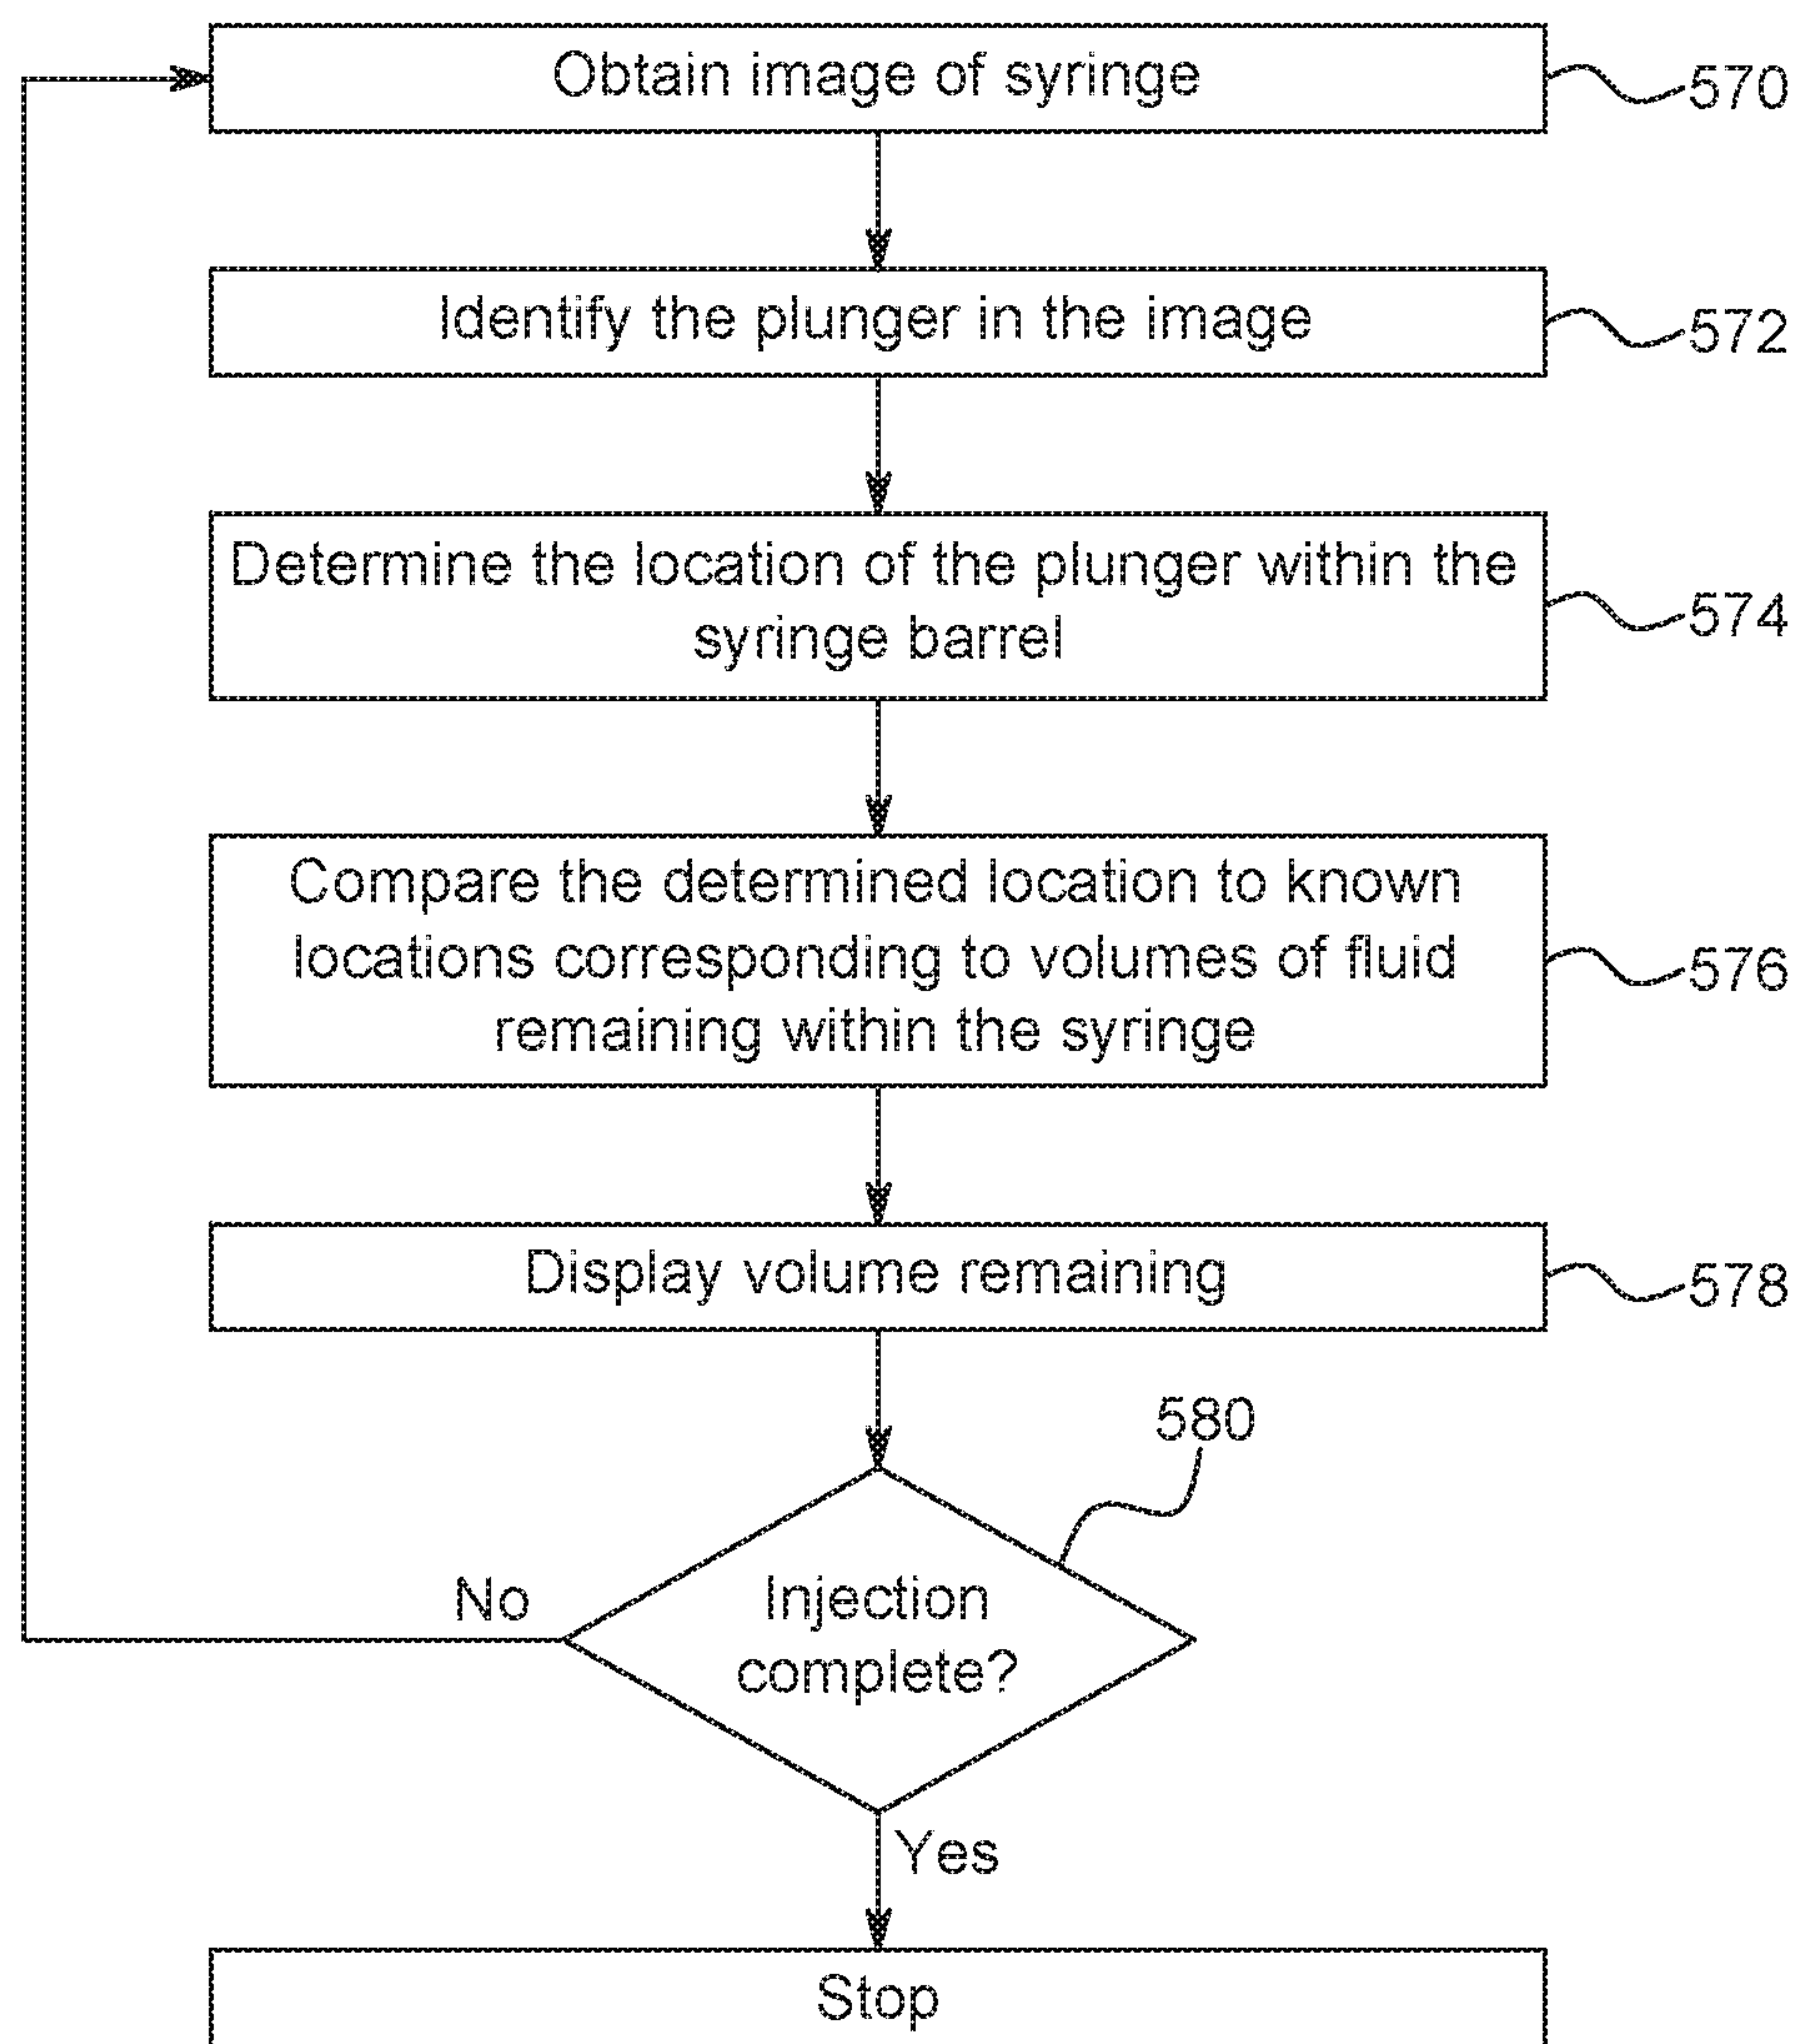 Obtain image of syringe
570
Identify the plunger in the image
572
Determine the location of the plunger within the
syringe barrel
574
Compare the determined location to known
locations corresponding to volumes of fluid
remaining within the syringe
576
Display volume remaining
578
580
Injection
complete?
No
Yes
Stop